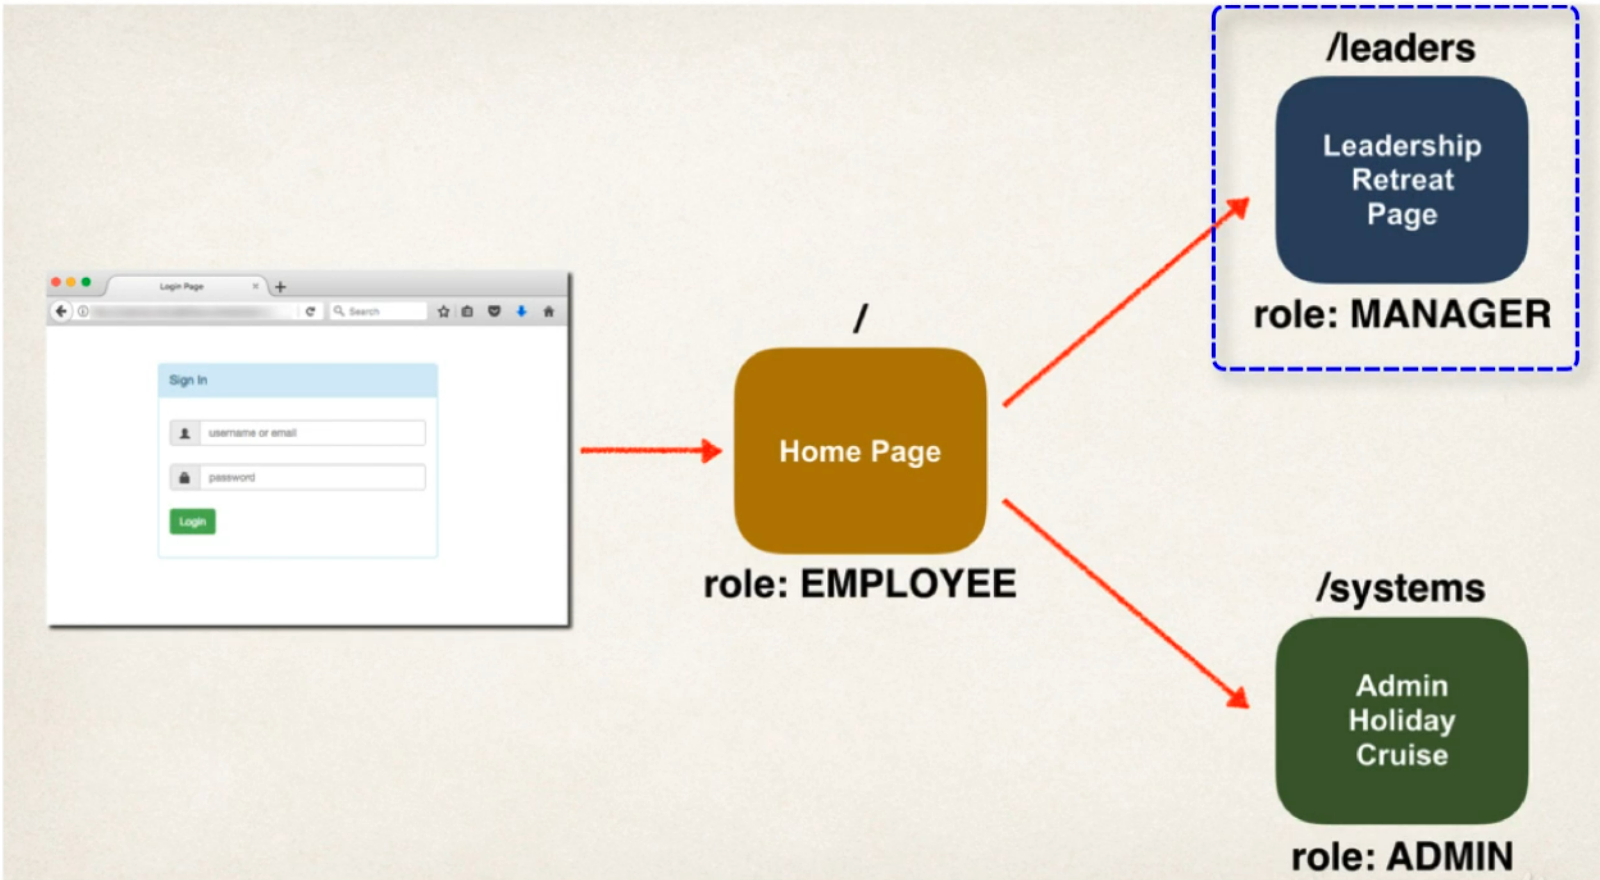 Login Page
Search
Sign In
username or email
password
Login
/
Home Page
role: EMPLOYEE
/leaders
Leadership
Retreat
Page
role: MANAGER
/systems
Admin
Holiday
Cruise
role: ADMIN